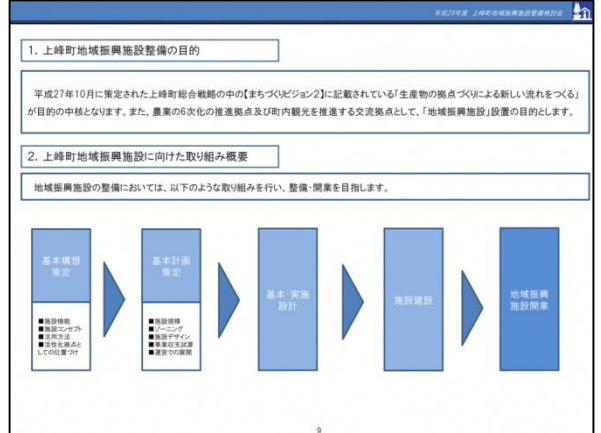 平成29年度 上峰町地域振興施設整備検討会
1. 上峰町地域振興施設整備の目的
平成27年10月に策定された上峰町総合戦略の中の【まちづくりビジョン2】に記載されている「生産物の拠点づくりによる新しい流れをつくる」
が目的の中核となります。また、農業の6次化の推進拠点及び町内観光を推進する交流拠点として、「地域振興施設」設置の目的とします。
2. 上峰町地域振興施設に向けた取り組み概要
地域振興施設の整備においては、以下のような取り組みを行い、整備・開業を目指します。
基本構想
策定
■施設機能
■施設コンセプト
■活用方法
■活性化拠点と
しての位置づけ
基本計画
策定
■施設規模
■ゾーニング
■施設デザイン
■事業収支試算
■運営での展開
基本・実施
設計
施設建設
地域振興
施設開業
9